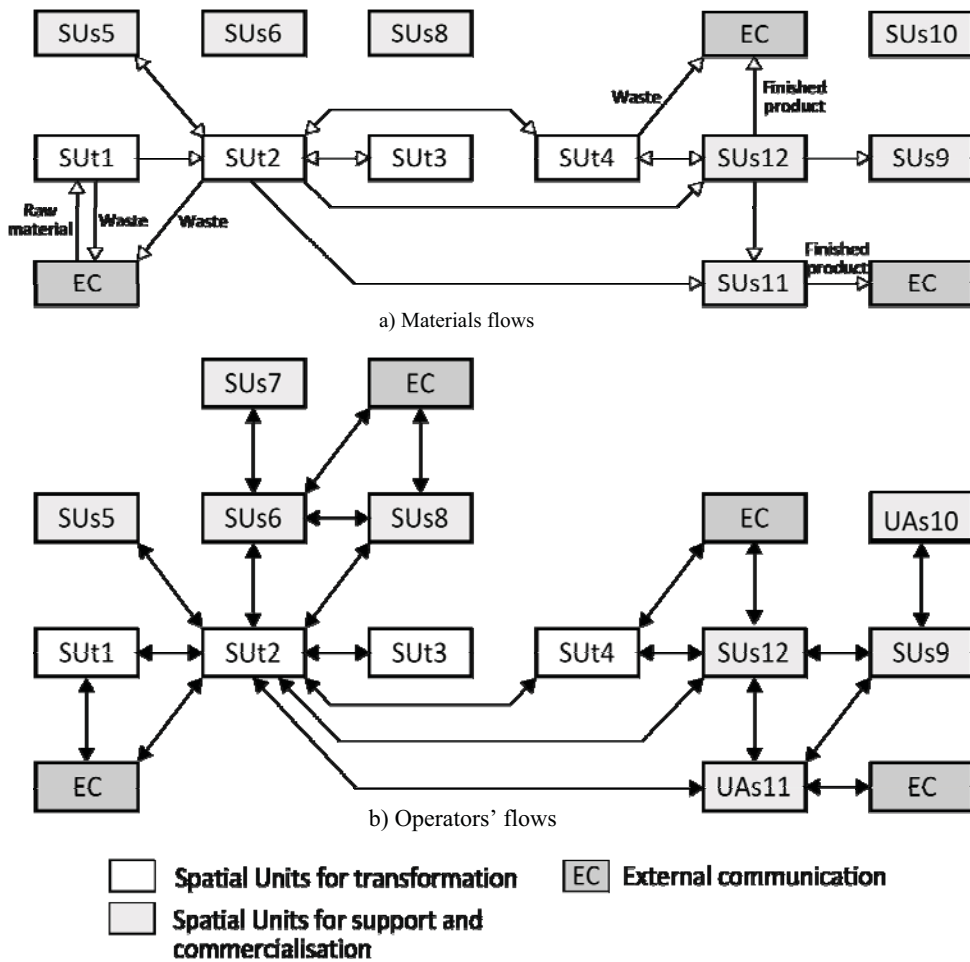 SUs5 SUs6 SUs8 EC SUs10
Waste
Finished
product
SUt1 SUt2 SUt3 SUt4 SUs12 SUs9
Raw
material
Waste Waste
Finished
product
EC SUs11 EC
a) Materials flows
SUs7 EC
SUs5 SUs6 SUs8 EC UAs10
SUt1 SUt2 SUt3 SUt4 SUs12 SUs9
EC UAs11 EC
b) Operators’ flows
Spatial Units for transformation EC External communication
Spatial Units for support and
commercialisation